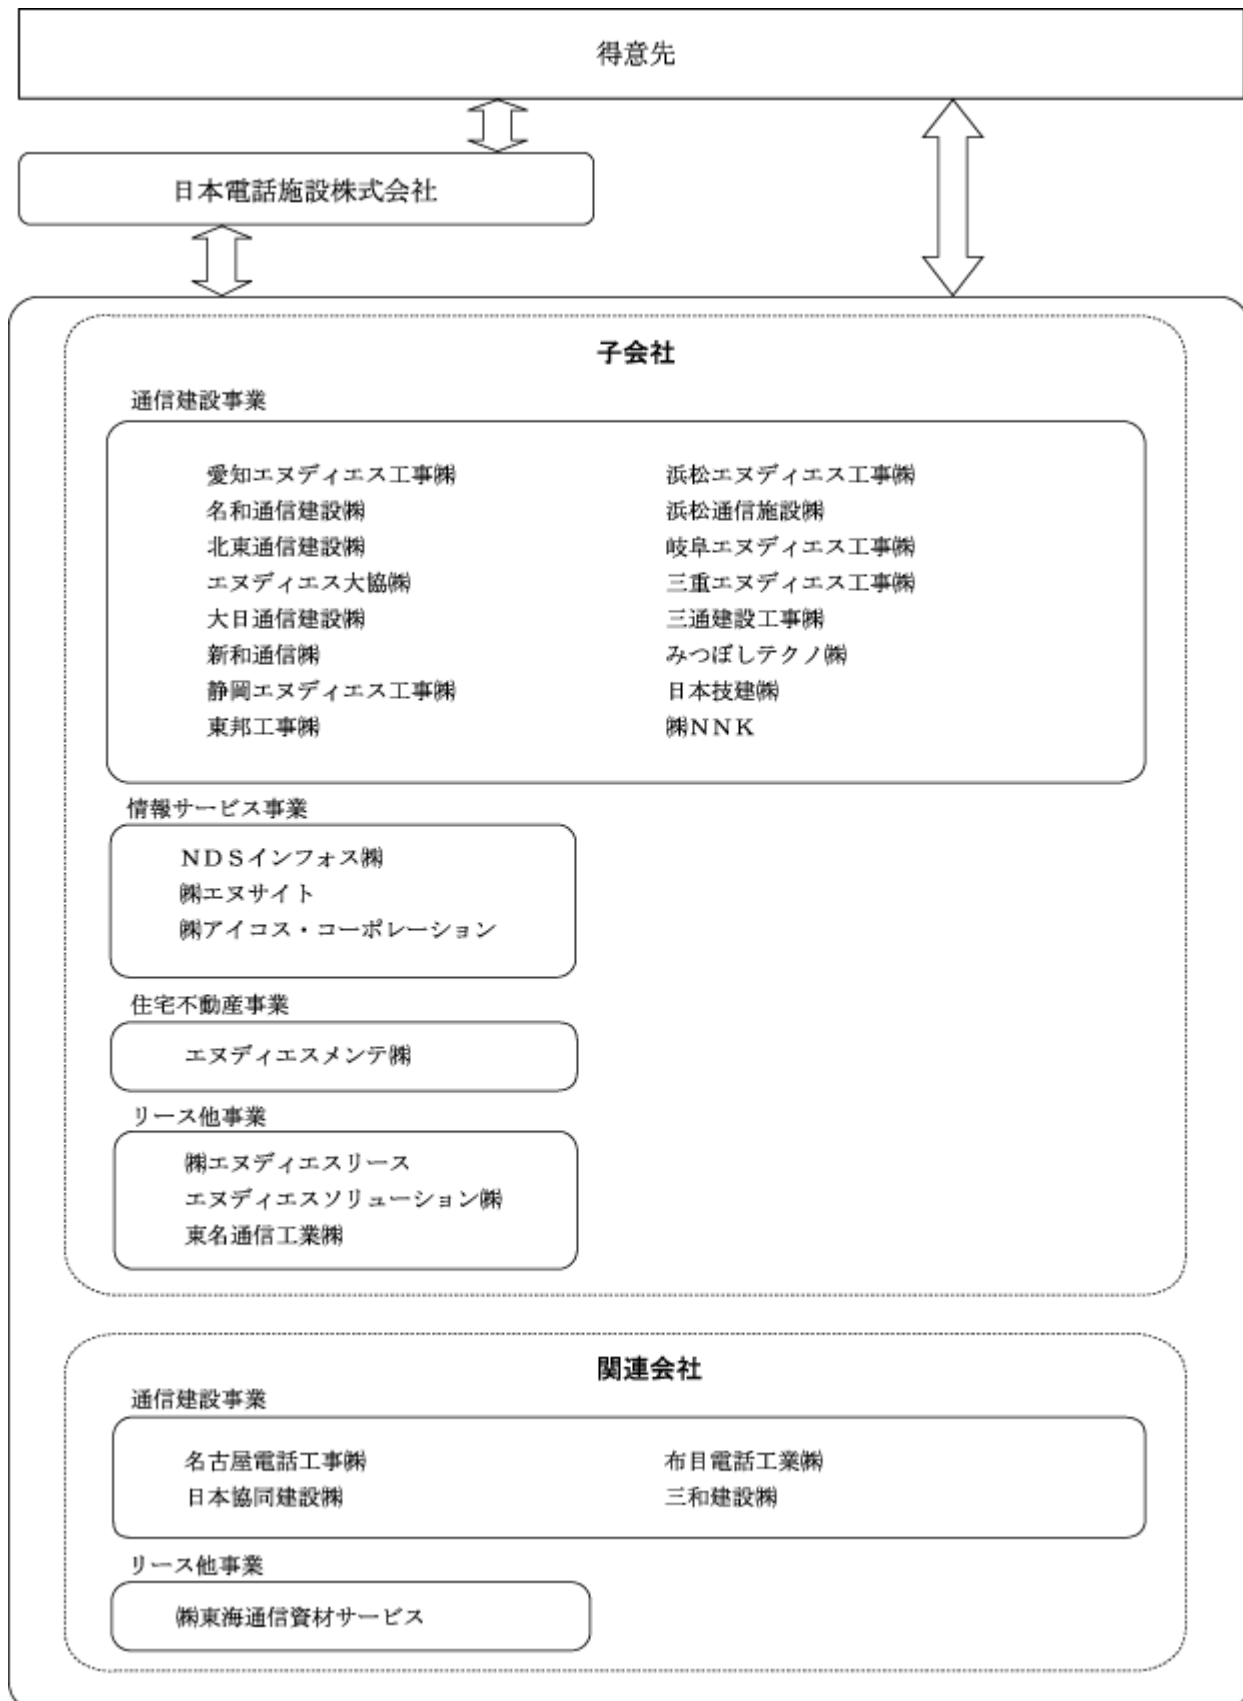 得意先
日本電話施設株式会社
子会社
通信建設事業
愛知エヌディエス工事㈱
浜松エヌディエス工事㈱
名和通信建設㈱
浜松通信施設㈱
北東通信建設㈱
岐阜エヌディエス工事㈱
エヌディエス大協㈱
三重エヌディエス工事㈱
大日通信建設㈱
三通建設工事㈱
新和通信㈱
みつぼしテクノ㈱
静岡エヌディエス工事㈱
日本技建㈱
東邦工事㈱
㈱ＮＮＫ
情報サービス事業
ＮＤＳインフォス㈱
㈱エヌサイト
㈱アイコス・コーポレーション
住宅不動産事業
エヌディエスメンテ㈱
リース他事業
㈱エヌディエスリース
エヌディエスソリューション㈱
東名通信工業㈱
関連会社
通信建設事業
名古屋電話工事㈱
布目電話工業㈱
日本協同建設㈱
三和建設㈱
リース他事業
㈱東海通信資材サービス